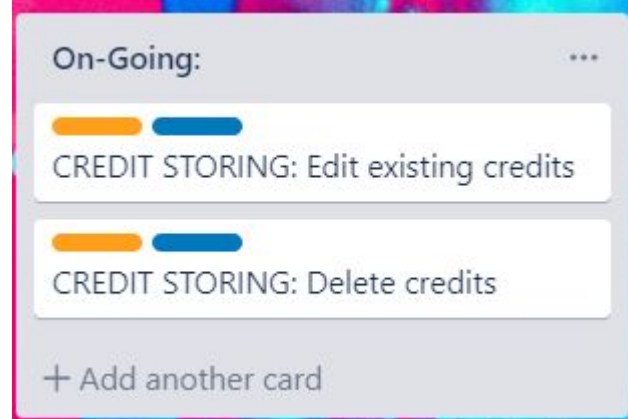 On-Going:
CREDIT STORING: Edit existing credits
CREDIT STORING: Delete credits
+ Add another card